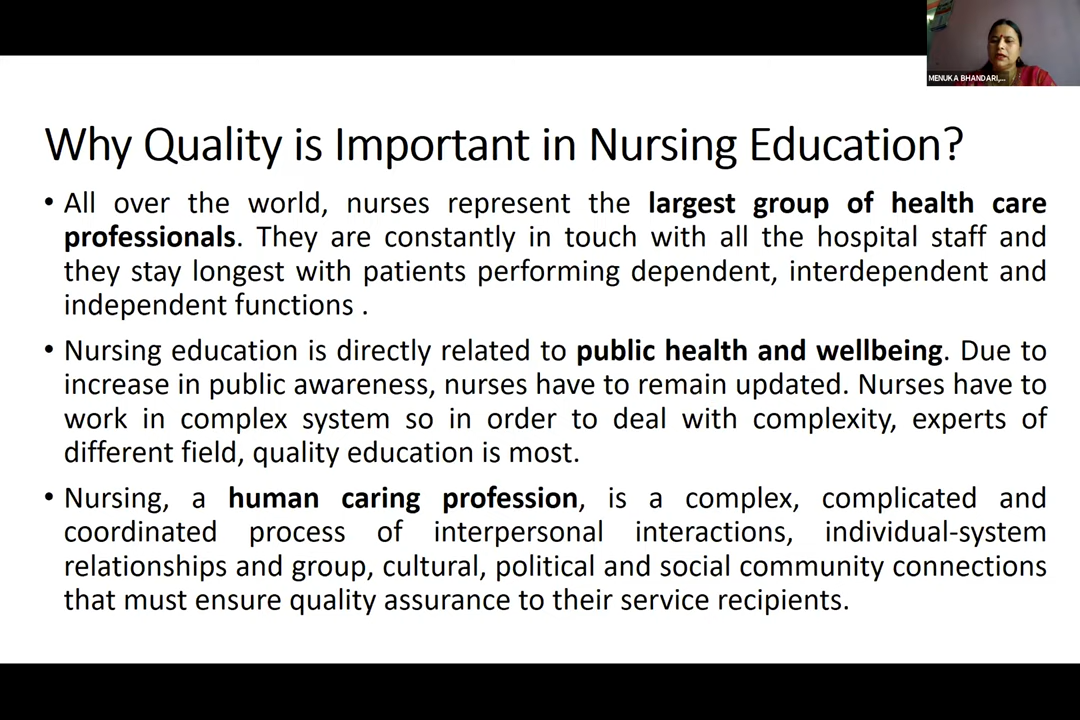 MENUKA BHANDARI,...
Why Quality is Important in Nursing Education?
• All over the world, nurses represent the largest group of health care
professionals. They are constantly in touch with all the hospital staff and
they stay longest with patients performing dependent, interdependent and
independent functions .
• Nursing education is directly related to public health and wellbeing. Due to
increase in public awareness, nurses have to remain updated. Nurses have to
work in complex system so in order to deal with complexity, experts of
different field, quality education is most.
• Nursing, a human caring profession, is a complex, complicated and
coordinated process of interpersonal interactions, individual-system
relationships and group, cultural, political and social community connections
that must ensure quality assurance to their service recipients.